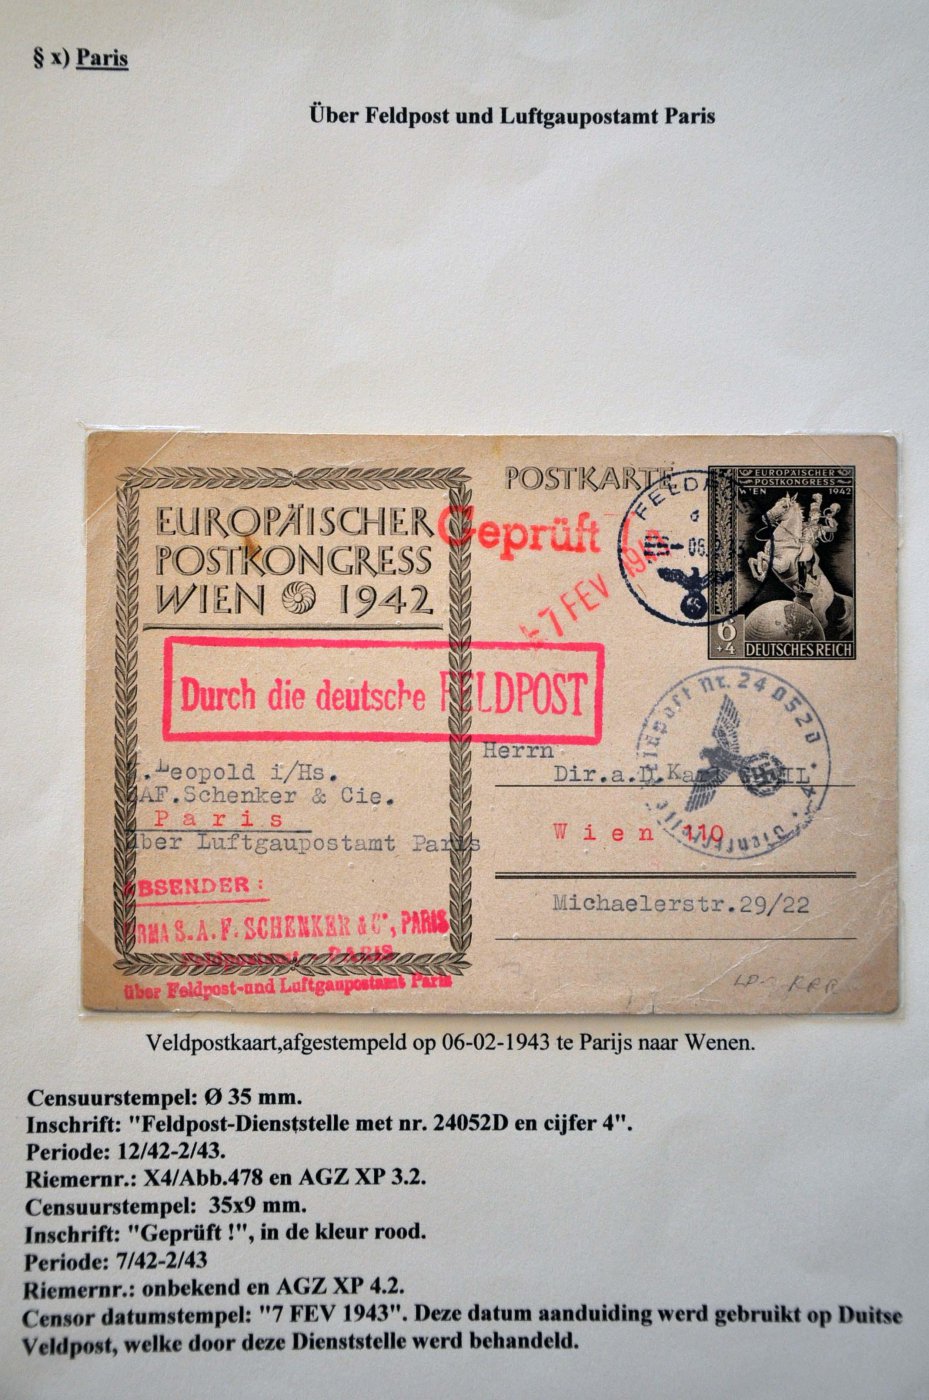 § x) Paris
Über Feldpost und Luftgaupostamt Paris
POSTKARTE
EUROPÄISCHER
POSTKONGRESS
WIEN 1942
EUROPÄISCHER
POSTKONGRESS
WIEN 1942
6
+4
DEUTSCHES REICH
Geprüft
7 FEV 1943
Durch die deutsche FELDPOST
Feldpost Nr. 24052D
Leopold i/Hs.
AF.Schenker & Cie.
Paris
über Luftgaupostamt Paris
ABSENDER:
S.A.F. SCHENKER & Cº, PARIS
PARIS
über Feldpost-und Luftgaupostamt Paris
Herrn
Dir.a.D.Karl
Wien 110
Michaelerstr.29/22
Veldpostkaart,afgestempeld op 06-02-1943 te Parijs naar Wenen.
Censuurstempel: Ø 35 mm.
Inschrift: "Feldpost-Dienststelle met nr. 24052D en cijfer 4".
Periode: 12/42-2/43.
Riemernr.: X4/Abb.478 en AGZ XP 3.2.
Censuurstempel:  35x9 mm.
Inschrift: "Geprüft !", in de kleur rood.
Periode: 7/42-2/43
Riemernr.: onbekend en AGZ XP 4.2.
Censor datumstempel: "7 FEV 1943". Deze datum aanduiding werd gebruikt op Duitse
Veldpost, welke door deze Dienststelle werd behandeld.